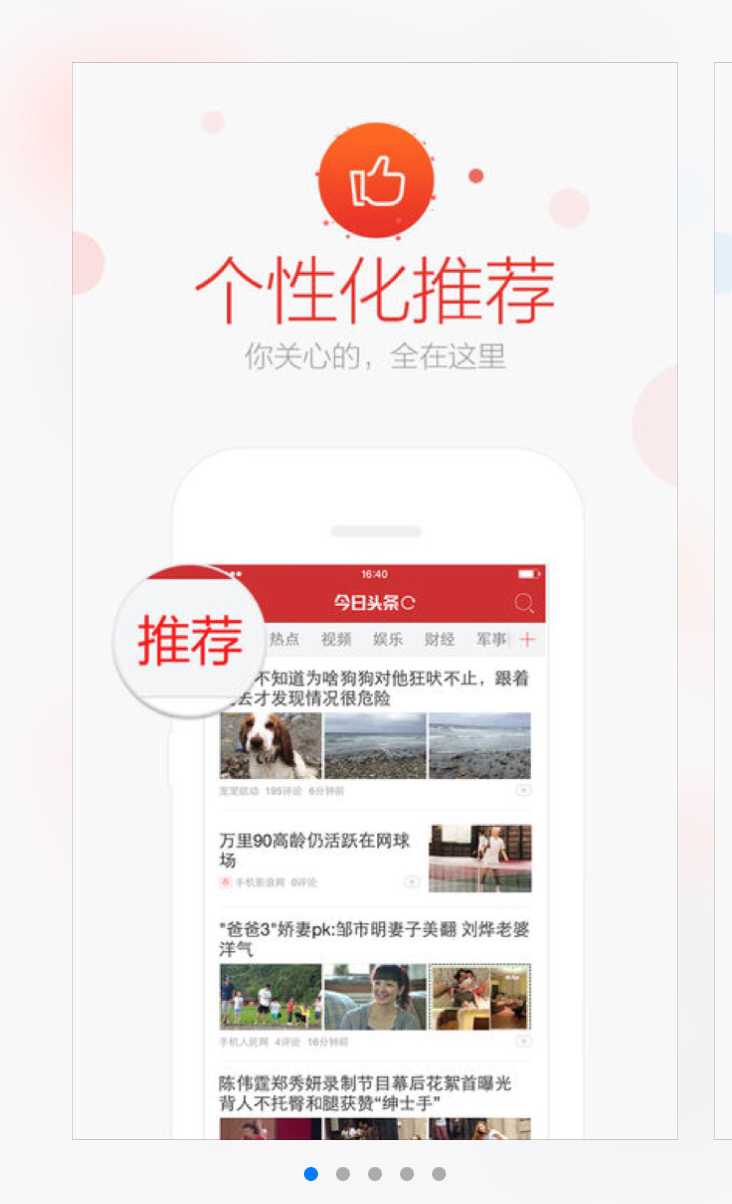 个性化推荐
你关心的，全在这里
16:40
今日头条
推荐
热点 视频 娱乐 财经 军事
不知道为啥狗狗对他狂吠不止，跟着
去才发现情况很危险
195评论 6分钟前
万里90高龄仍活跃在网球
场
荐 手机新浪网 0评论
"爸爸3"娇妻pk:邹市明妻子美翻 刘烨老婆
洋气
手机人民网 4评论 16分钟前
陈伟霆郑秀妍录制节目幕后花絮首曝光
背人不托臀和腿获赞“绅士手”